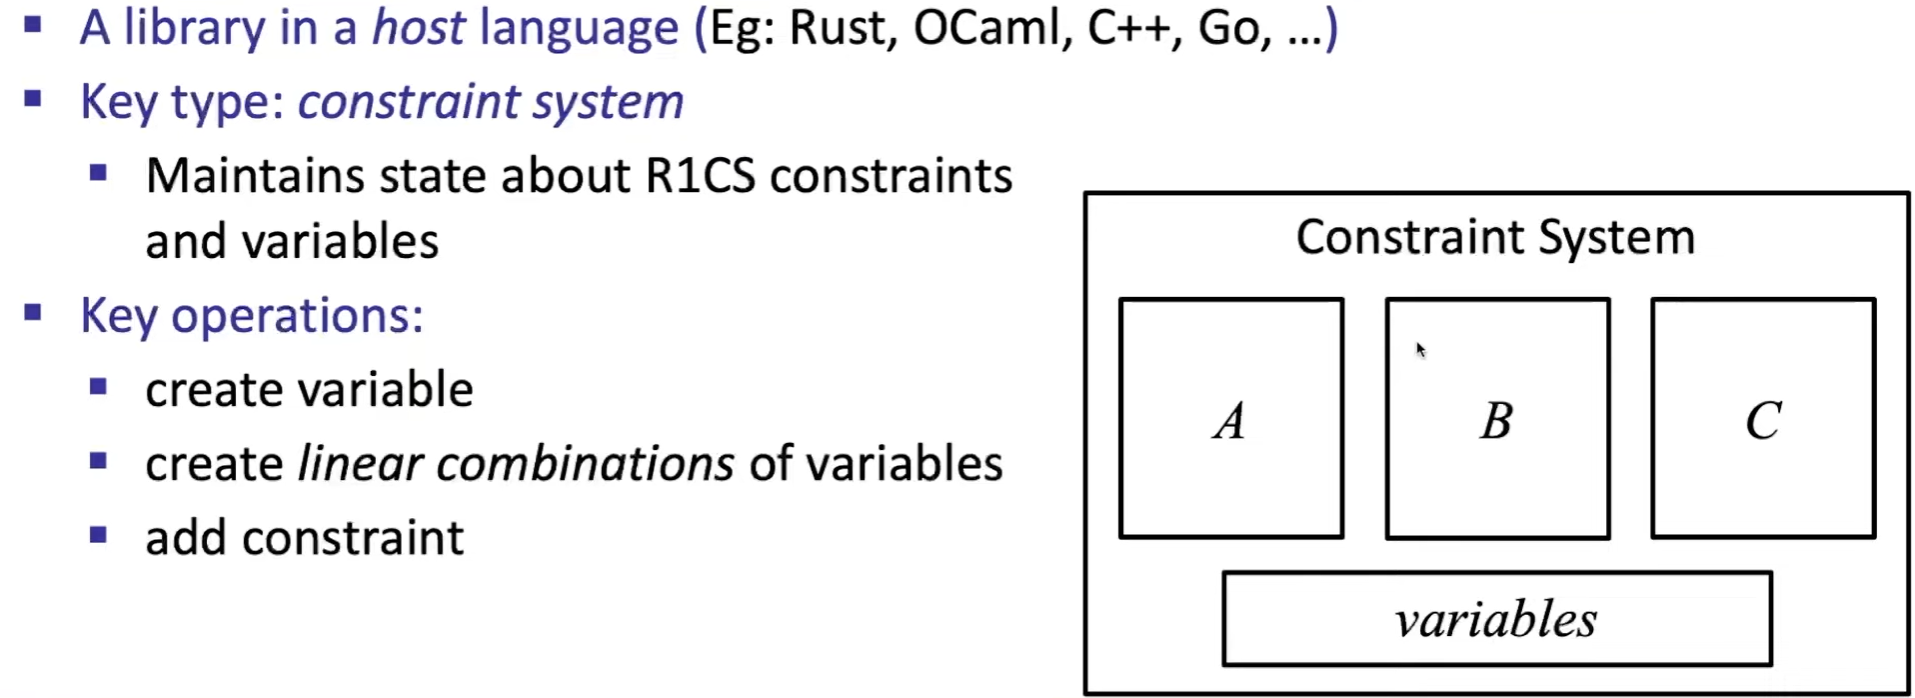 A library in a host language (Eg: Rust, OCaml, C++, Go, ...)
Key type: constraint system
Maintains state about R1CS constraints
and variables
Key operations:
create variable
create linear combinations of variables
add constraint
Constraint System
A B C
variables